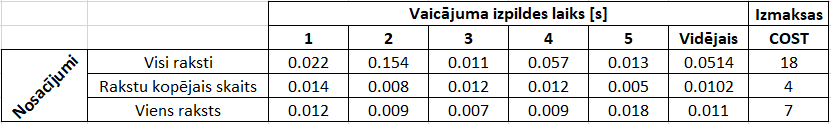 Vaicājuma izpildes laiks [s] Izmaksas
1 2 3 4 5 Vidējais COST
Nosacījumi
Visi raksti 0.022 0.154 0.011 0.057 0.013 0.0514 18
Rakstu kopējais skaits 0.014 0.008 0.012 0.012 0.005 0.0102 4
Viens raksts 0.012 0.009 0.007 0.009 0.018 0.011 7